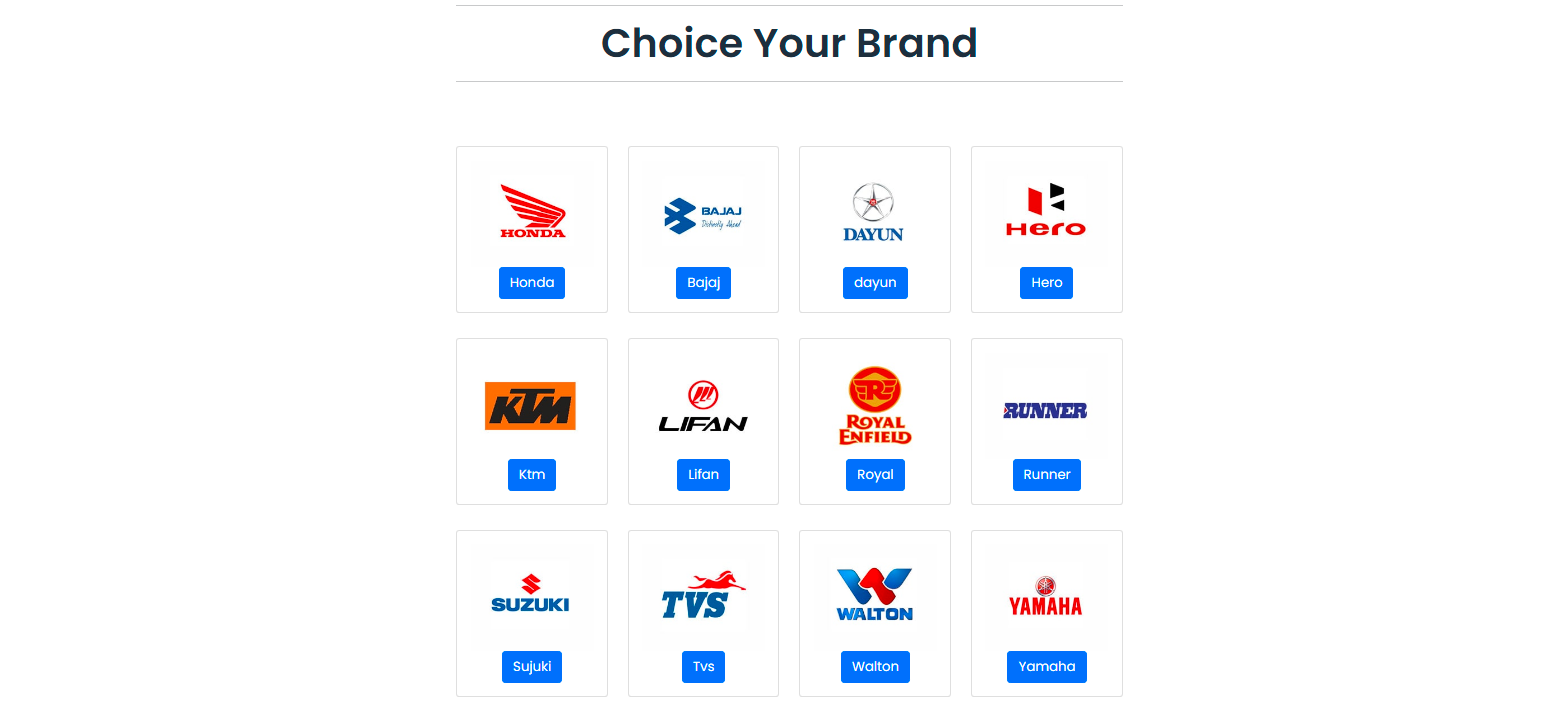 Choice Your Brand
HONDA
BAJAJ
Distinctly Ahead
DAYUN
Hero
Honda
Bajaj
dayun
Hero
KTM
LIFAN
ROYAL
ENFIELD
RUNNER
Ktm
Lifan
Royal
Runner
SUZUKI
TVS
WALTON
YAMAHA
Sujuki
Tvs
Walton
Yamaha